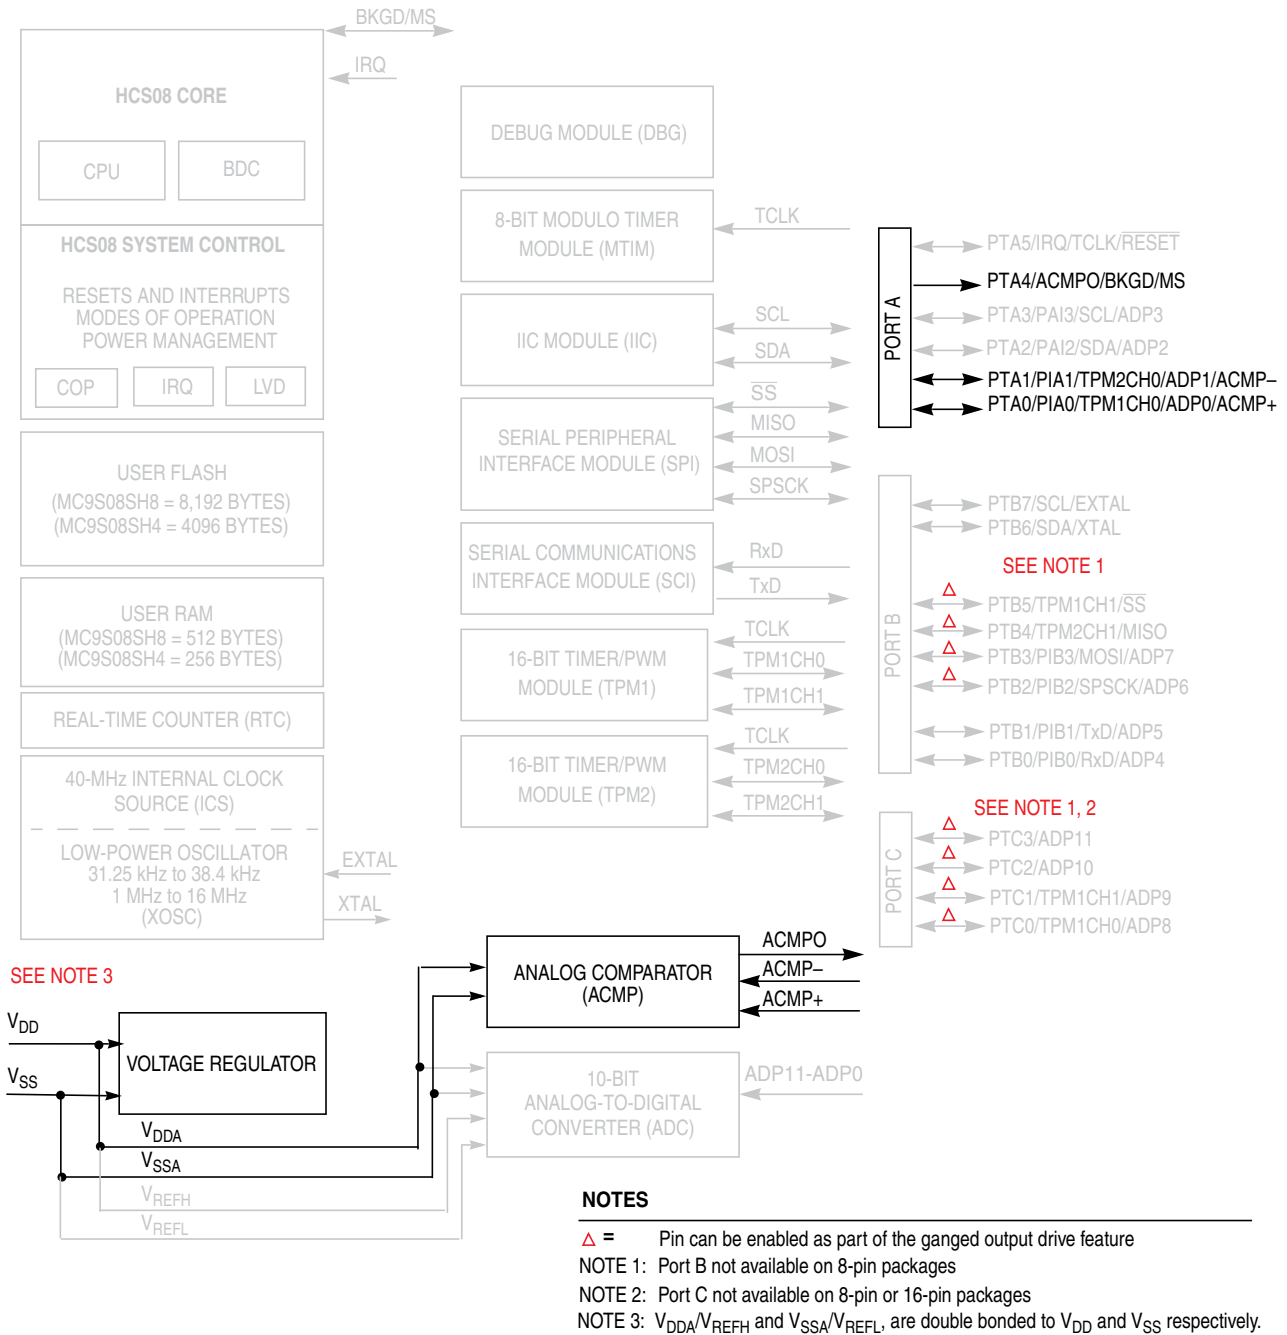 BKGD/MS
IRQ
HCS08 CORE
CPU
BDC
HCS08 SYSTEM CONTROL
RESETS AND INTERRUPTS
MODES OF OPERATION
POWER MANAGEMENT
COP
IRQ
LVD
USER FLASH
(MC9S08SH8 = 8,192 BYTES)
(MC9S08SH4 = 4096 BYTES)
USER RAM
(MC9S08SH8 = 512 BYTES)
(MC9S08SH4 = 256 BYTES)
REAL-TIME COUNTER (RTC)
40-MHz INTERNAL CLOCK
SOURCE (ICS)
LOW-POWER OSCILLATOR
31.25 kHz to 38.4 kHz
1 MHz to 16 MHz
(XOSC)
EXTAL
XTAL
SEE NOTE 3
VDD
VSS
VOLTAGE REGULATOR
VDDA
VSSA
VREFH
VREFL
DEBUG MODULE (DBG)
8-BIT MODULO TIMER
MODULE (MTIM)
TCLK
IIC MODULE (IIC)
SCL
SDA
SERIAL PERIPHERAL
INTERFACE MODULE (SPI)
SS
MISO
MOSI
SPSCK
SERIAL COMMUNICATIONS
INTERFACE MODULE (SCI)
RxD
TxD
16-BIT TIMER/PWM
MODULE (TPM1)
TCLK
TPM1CH0
TPM1CH1
16-BIT TIMER/PWM
MODULE (TPM2)
TCLK
TPM2CH0
TPM2CH1
ANALOG COMPARATOR
(ACMP)
ACMPO
ACMP–
ACMP+
10-BIT
ANALOG-TO-DIGITAL
CONVERTER (ADC)
ADP11-ADP0
PORT A
PTA5/IRQ/TCLK/RESET
PTA4/ACMPO/BKGD/MS
PTA3/PAI3/SCL/ADP3
PTA2/PAI2/SDA/ADP2
PTA1/PIA1/TPM2CH0/ADP1/ACMP–
PTA0/PIA0/TPM1CH0/ADP0/ACMP+
PORT B
PTB7/SCL/EXTAL
PTB6/SDA/XTAL
SEE NOTE 1
PTB5/TPM1CH1/SS
PTB4/TPM2CH1/MISO
PTB3/PIB3/MOSI/ADP7
PTB2/PIB2/SPSCK/ADP6
PTB1/PIB1/TxD/ADP5
PTB0/PIB0/RxD/ADP4
SEE NOTE 1, 2
PORT C
PTC3/ADP11
PTC2/ADP10
PTC1/TPM1CH1/ADP9
PTC0/TPM1CH0/ADP8
NOTES
△ = Pin can be enabled as part of the ganged output drive feature
NOTE 1: Port B not available on 8-pin packages
NOTE 2: Port C not available on 8-pin or 16-pin packages
NOTE 3: VDDA/VREFH and VSSA/VREFL, are double bonded to VDD and VSS respectively.